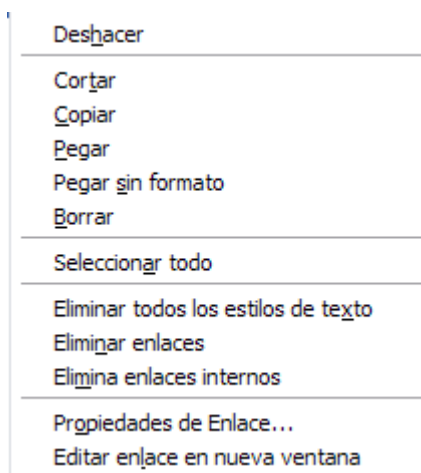 Deshacer
Cortar
Copiar
Pegar
Pegar sin formato
Borrar
Seleccionar todo
Eliminar todos los estilos de texto
Eliminar enlaces
Elimina enlaces internos
Propiedades de Enlace...
Editar enlace en nueva ventana